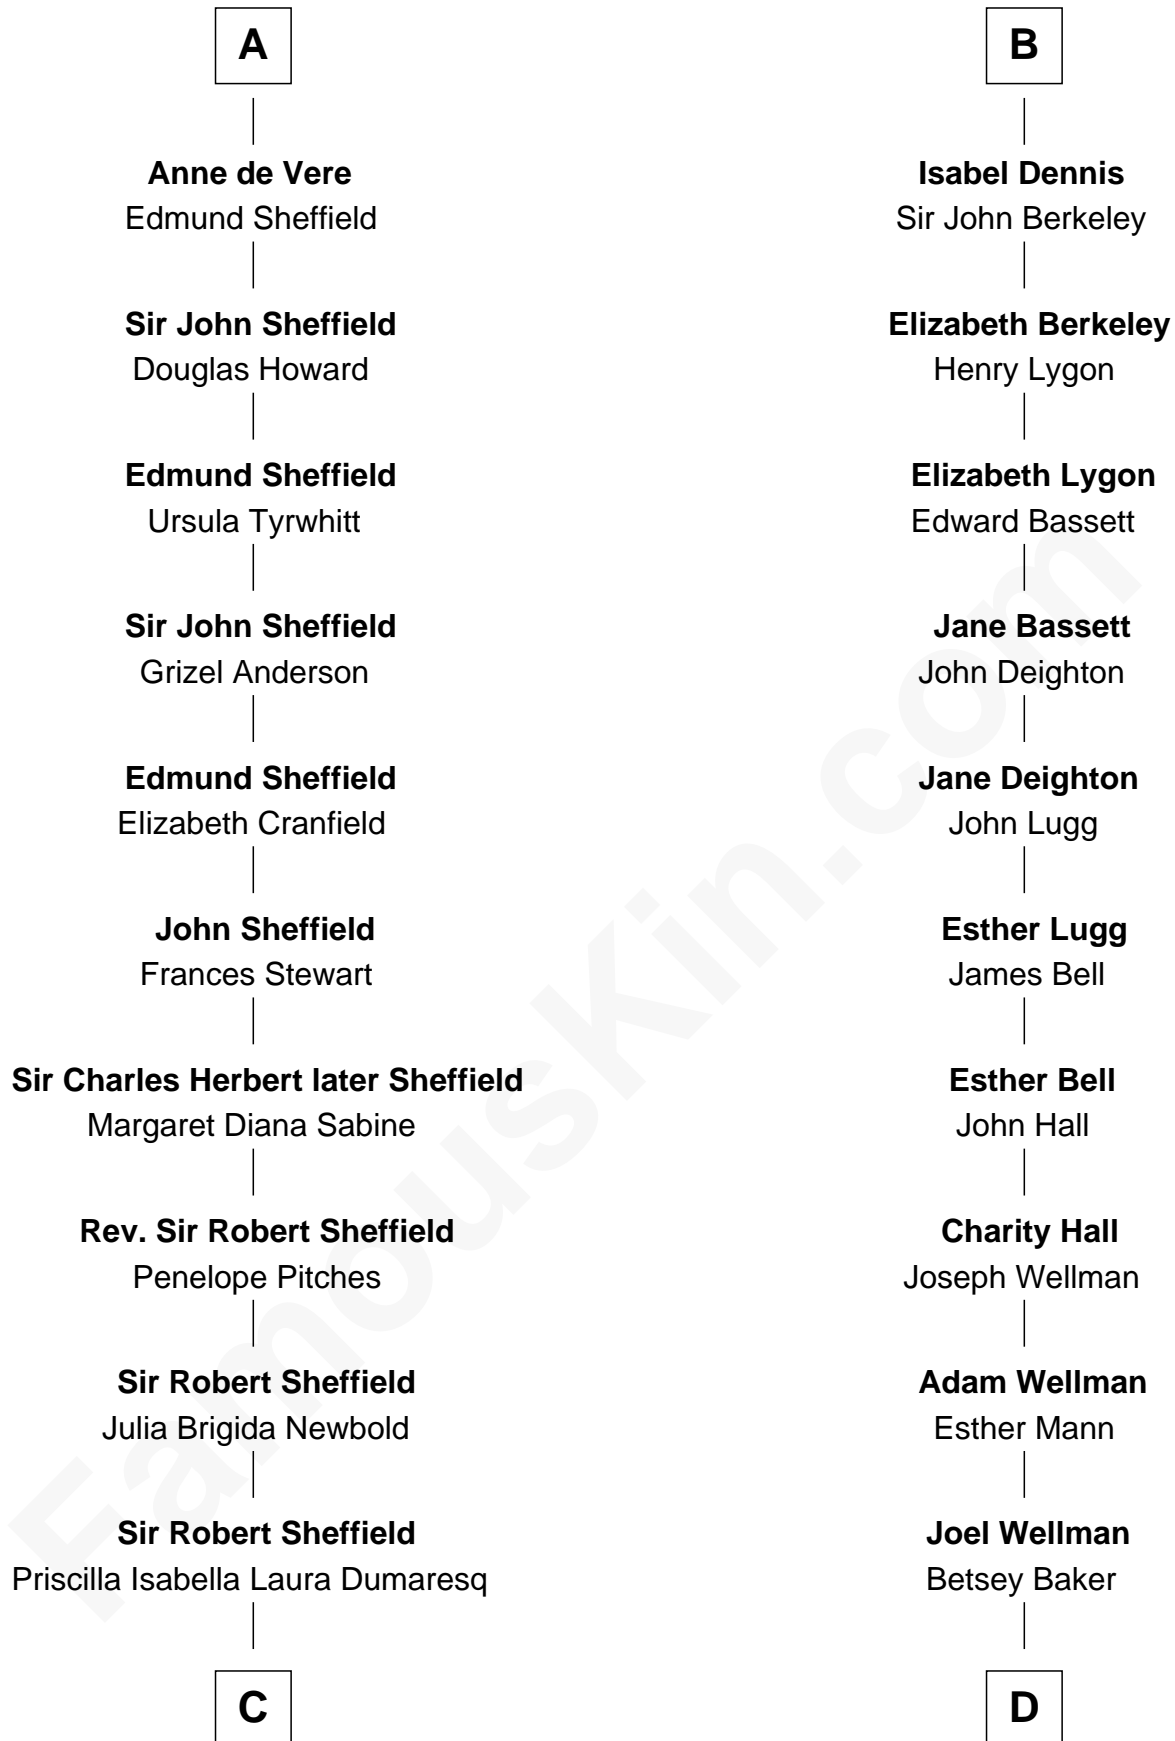 A
Anne de Vere
Edmund Sheffield
Sir John Sheffield
Douglas Howard
Edmund Sheffield
Ursula Tyrwhitt
Sir John Sheffield
Grizel Anderson
Edmund Sheffield
Elizabeth Cranfield
John Sheffield
Frances Stewart
Sir Charles Herbert later Sheffield
Margaret Diana Sabine
Rev. Sir Robert Sheffield
Penelope Pitches
Sir Robert Sheffield
Julia Brigida Newbold
Sir Robert Sheffield
Priscilla Isabella Laura Dumaresq
C
B
Isabel Dennis
Sir John Berkeley
Elizabeth Berkeley
Henry Lygon
Elizabeth Lygon
Edward Bassett
Jane Bassett
John Deighton
Jane Deighton
John Lugg
Esther Lugg
James Bell
Esther Bell
John Hall
Charity Hall
Joseph Wellman
Adam Wellman
Esther Mann
Joel Wellman
Betsey Baker
D
FamousKin.com